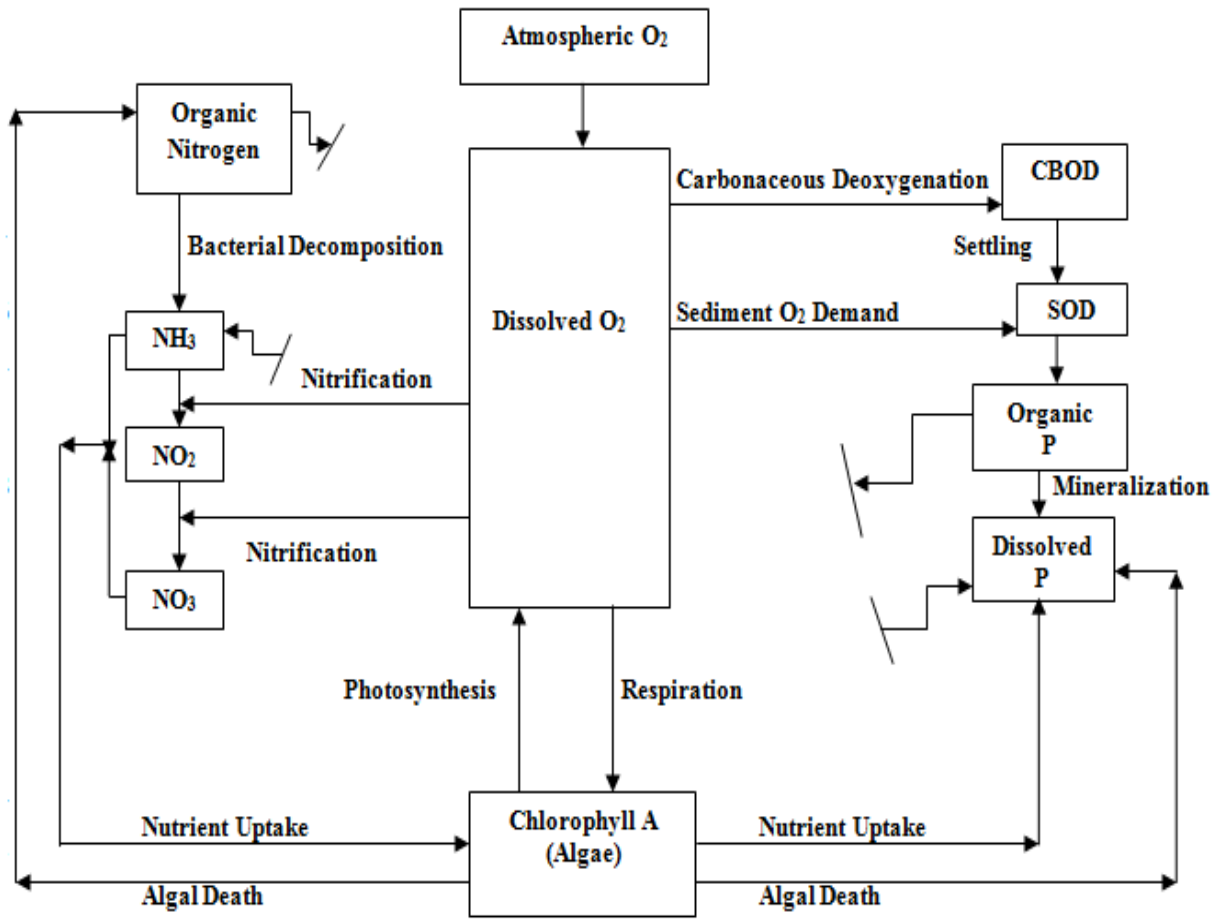 Atmospheric O₂
Organic
Nitrogen
Carbonaceous Deoxygenation
CBOD
Bacterial Decomposition
Settling
Dissolved O₂
Sediment O₂ Demand
SOD
NH₃
Nitrification
Organic
P
NO₂
Mineralization
Nitrification
Dissolved
P
NO₃
Photosynthesis
Respiration
Nutrient Uptake
Chlorophyll A
(Algae)
Nutrient Uptake
Algal Death
Algal Death